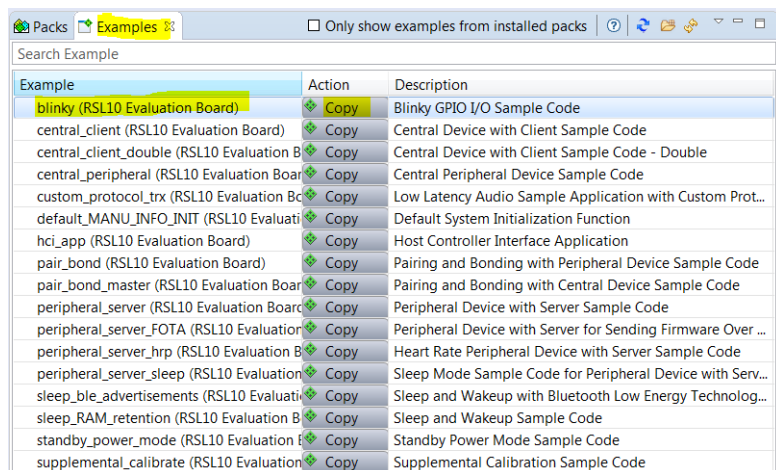 Packs Examples Only show examples from installed packs
Search Example
Example Action Description
blinky (RSL10 Evaluation Board) Copy Blinky GPIO I/O Sample Code
central_client (RSL10 Evaluation Board) Copy Central Device with Client Sample Code
central_client_double (RSL10 Evaluation B Copy Central Device with Client Sample Code - Double
central_peripheral (RSL10 Evaluation Boar Copy Central Peripheral Device Sample Code
custom_protocol_trx (RSL10 Evaluation Bc Copy Low Latency Audio Sample Application with Custom Prot...
default_MANU_INFO_INIT (RSL10 Evaluati Copy Default System Initialization Function
hci_app (RSL10 Evaluation Board) Copy Host Controller Interface Application
pair_bond (RSL10 Evaluation Board) Copy Pairing and Bonding with Peripheral Device Sample Code
pair_bond_master (RSL10 Evaluation Boar Copy Pairing and Bonding with Central Device Sample Code
peripheral_server (RSL10 Evaluation Board Copy Peripheral Device with Server Sample Code
peripheral_server_FOTA (RSL10 Evaluation Copy Peripheral Device with Server for Sending Firmware Over ...
peripheral_server_hrp (RSL10 Evaluation B Copy Heart Rate Peripheral Device with Server Sample Code
peripheral_server_sleep (RSL10 Evaluation Copy Sleep Mode Sample Code for Peripheral Device with Serv...
sleep_ble_advertisements (RSL10 Evaluati Copy Sleep and Wakeup with Bluetooth Low Energy Technolog...
sleep_RAM_retention (RSL10 Evaluation B Copy Sleep and Wakeup Sample Code
standby_power_mode (RSL10 Evaluation Copy Standby Power Mode Sample Code
supplemental_calibrate (RSL10 Evaluation Copy Supplemental Calibration Sample Code